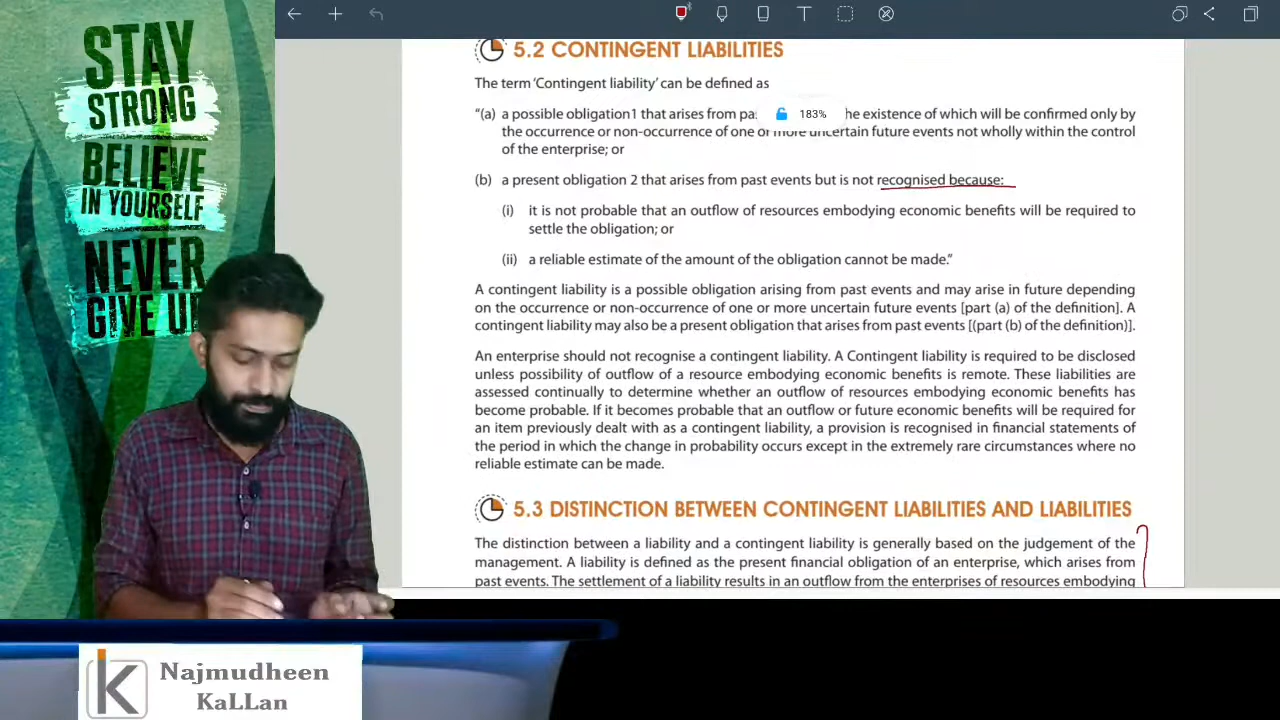 STAY
STRONG
BELIEVE
IN YOURSELF
NEVER
GIVE U
183%
5.2 CONTINGENT LIABILITIES
The term ‘Contingent liability’ can be defined as
“(a) a possible obligation1 that arises from pa he existence of which will be confirmed only by
the occurrence or non-occurrence of one or more uncertain future events not wholly within the control
of the enterprise; or
(b) a present obligation 2 that arises from past events but is not recognised because:
(i) it is not probable that an outflow of resources embodying economic benefits will be required to
settle the obligation; or
(ii) a reliable estimate of the amount of the obligation cannot be made.”
A contingent liability is a possible obligation arising from past events and may arise in future depending
on the occurrence or non-occurrence of one or more uncertain future events [part (a) of the definition]. A
contingent liability may also be a present obligation that arises from past events [(part (b) of the definition)].
An enterprise should not recognise a contingent liability. A Contingent liability is required to be disclosed
unless possibility of outflow of a resource embodying economic benefits is remote. These liabilities are
assessed continually to determine whether an outflow of resources embodying economic benefits has
become probable. If it becomes probable that an outflow or future economic benefits will be required for
an item previously dealt with as a contingent liability, a provision is recognised in financial statements of
the period in which the change in probability occurs except in the extremely rare circumstances where no
reliable estimate can be made.
5.3 DISTINCTION BETWEEN CONTINGENT LIABILITIES AND LIABILITIES
The distinction between a liability and a contingent liability is generally based on the judgement of the
management. A liability is defined as the present financial obligation of an enterprise, which arises from
past events. The settlement of a liability results in an outflow from the enterprises of resources embodying
k Najmudheen
KaLLan